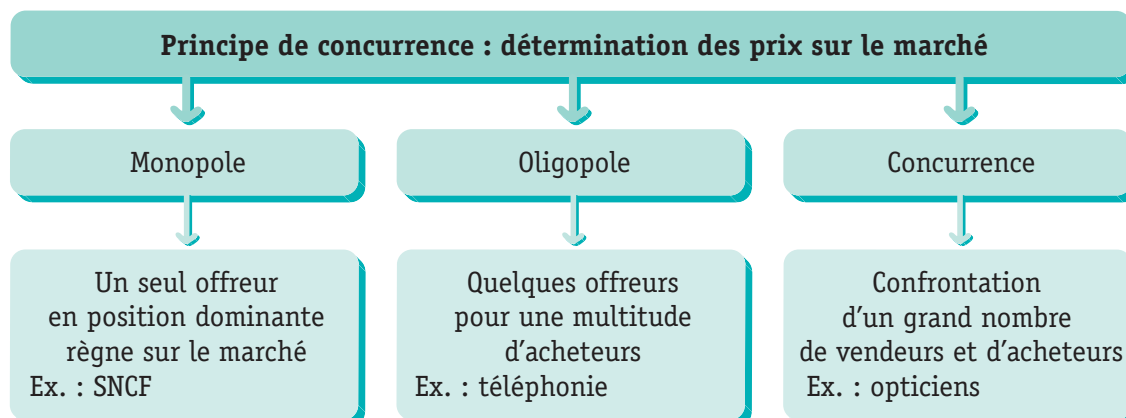 Principe de concurrence : détermination des prix sur le marché
Monopole
Oligopole
Concurrence
Un seul offreur
en position dominante
règne sur le marché
Ex. : SNCF
Quelques offreurs
pour une multitude
d'acheteurs
Ex. : téléphonie
Confrontation
d'un grand nombre
de vendeurs et d'acheteurs
Ex. : opticiens